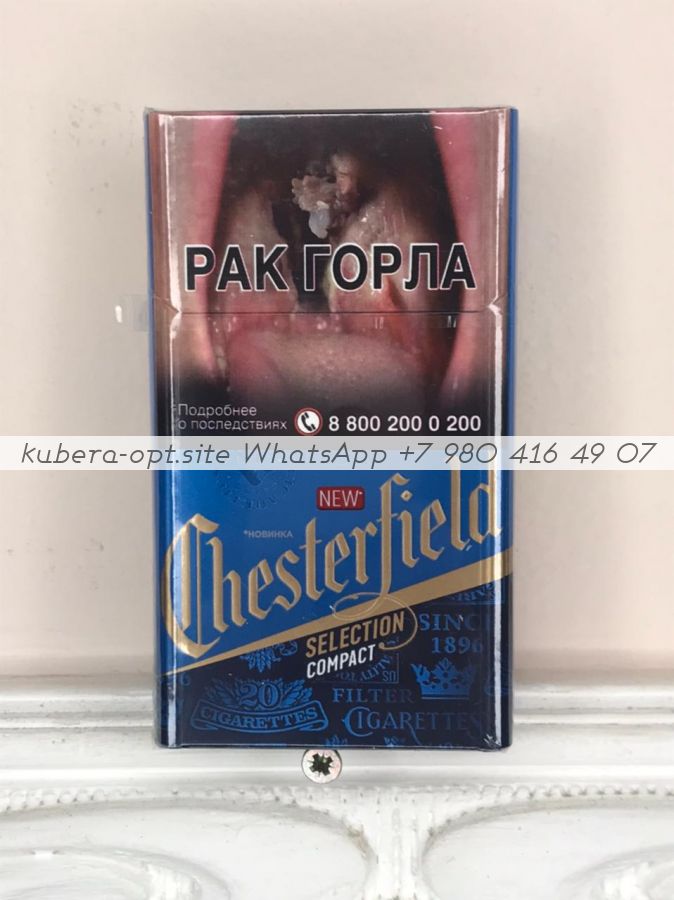 РАК ГОРЛА
Подробнее
о последствиях 8 800 200 0 200
kubera-opt.site WhatsApp +7 980 416 49 07
NEW*
*НОВИНКА
Chesterfield
SELECTION
COMPACT
SINCE
1896
20
CIGARETTES
FILTER
CIGARETTES